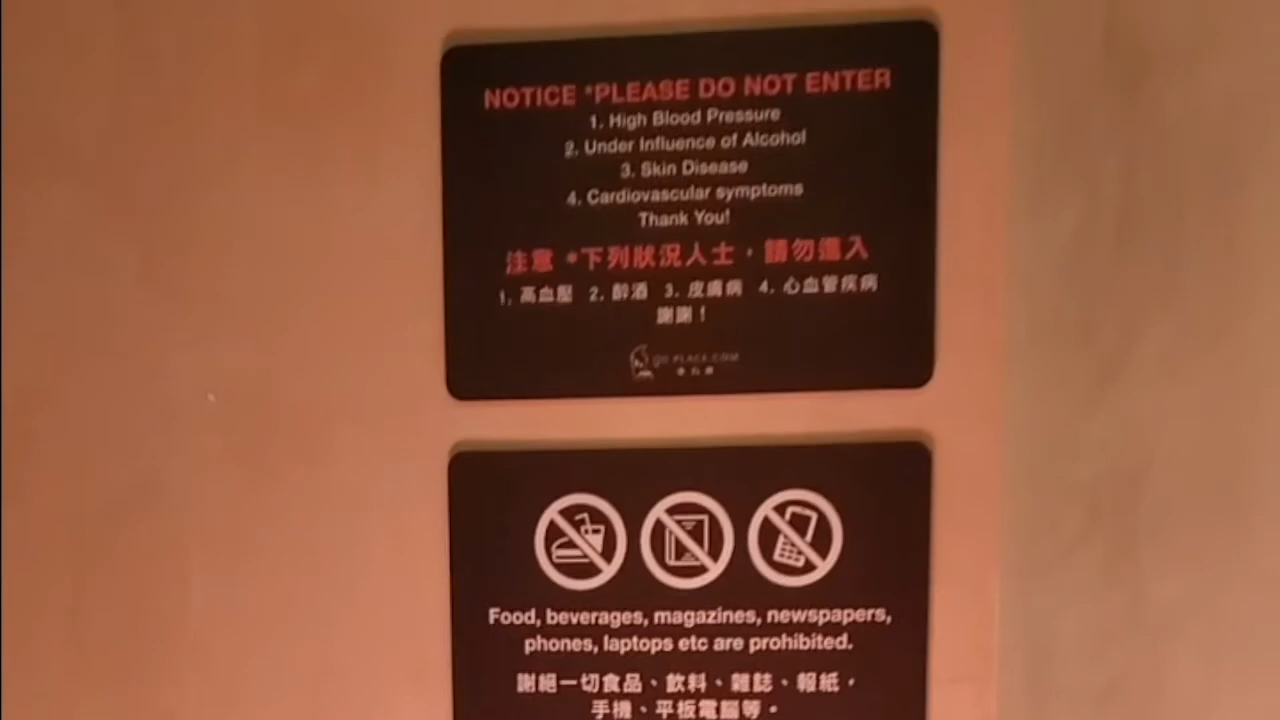 NOTICE *PLEASE DO NOT ENTER
1. High Blood Pressure
2. Under Influence of Alcohol
3. Skin Disease
4. Cardiovascular symptoms
Thank You!
注意 *下列狀況人士，請勿進入
1. 高血壓 2. 醉酒 3. 皮膚病 4. 心血管疾病
謝謝！
PLACE.COM
Food, beverages, magazines, newspapers,
phones, laptops etc are prohibited.
謝絕一切食品、飲料、雜誌、報紙，
手機、平板電腦等。